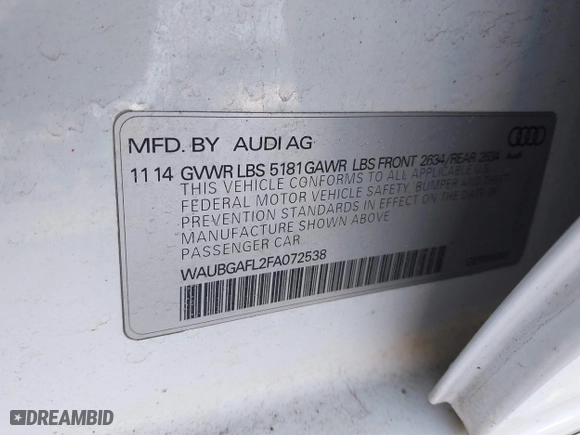 MFD. BY AUDI AG
11 14 GVWR LBS 5181 GAWR LBS FRONT 2634/REAR 2634
Audi
THIS VEHICLE CONFORMS TO ALL APPLICABLE U.S.
FEDERAL MOTOR VEHICLE SAFETY, BUMPER AND THEFT
PREVENTION STANDARDS IN EFFECT ON THE DATE OF
MANUFACTURE SHOWN ABOVE
PASSENGER CAR
WAUBGAFL2FA072538
DREAMBID